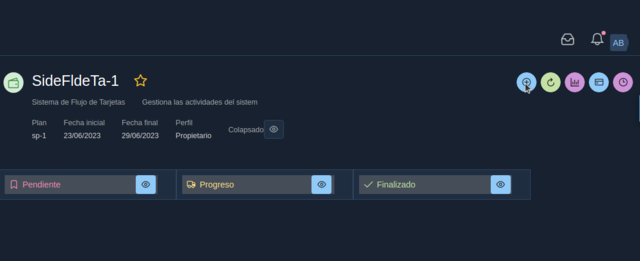 AB
SideFldeTa-1
Sistema de Flujo de Tarjetas Gestiona las actividades del sistem
Plan Fecha inicial Fecha final Perfil
sp-1 23/06/2023 29/06/2023 Propietario
Colapsado
Pendiente Progreso Finalizado